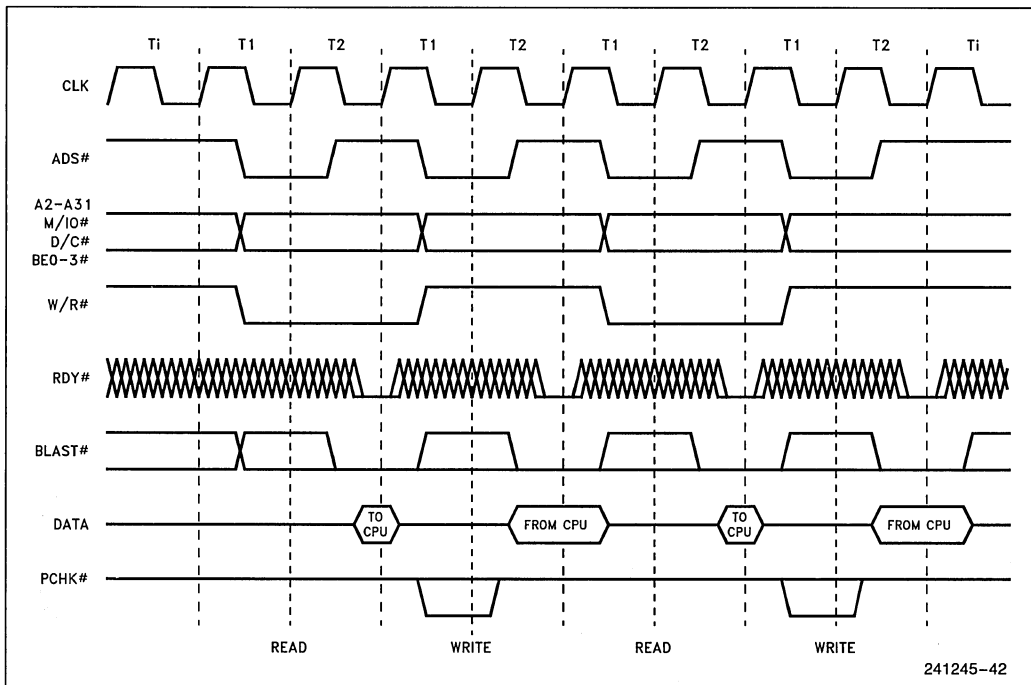 Ti T1 T2 T1 T2 T1 T2 T1 T2 Ti
CLK
ADS#
A2-A31
M/IO#
D/C#
BE0-3#
W/R#
RDY#
BLAST#
DATA
TO CPU
FROM CPU
TO CPU
FROM CPU
PCHK#
READ WRITE READ WRITE
241245-42